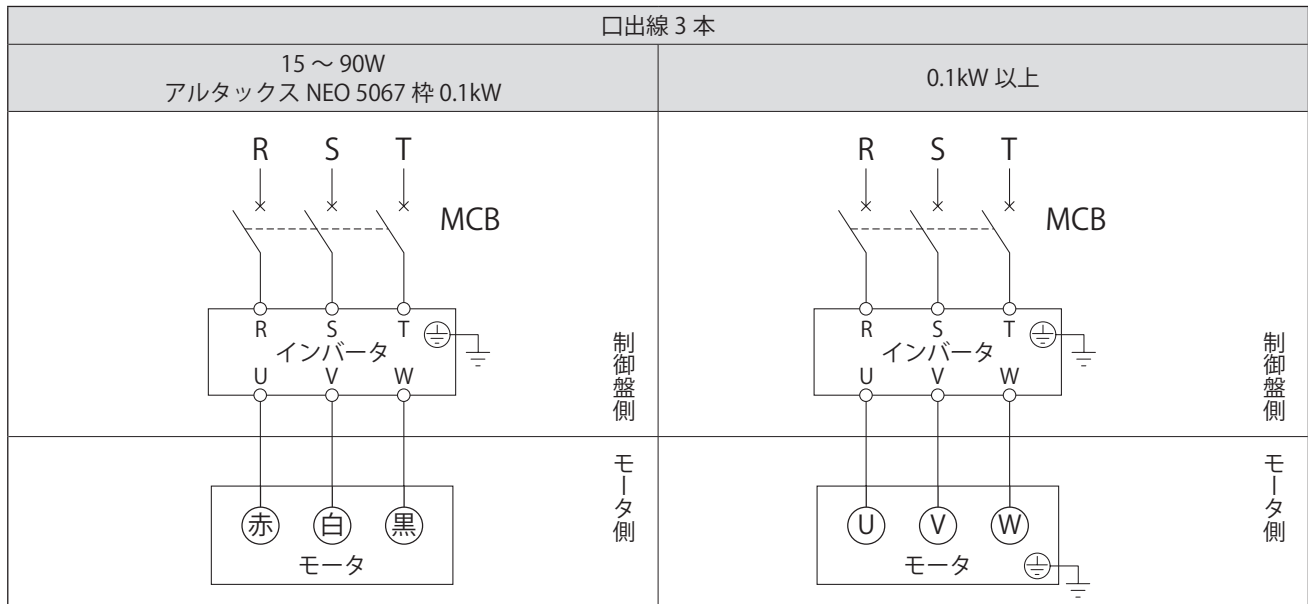 口出線 3 本
15 ～ 90W
アルタックス NEO 5067 枠 0.1kW
0.1kW 以上
R S T
MCB
R S T
インバータ
U V W
制御盤側
赤 白 黒
モータ
モータ側
R S T
MCB
R S T
インバータ
U V W
制御盤側
U V W
モータ
モータ側